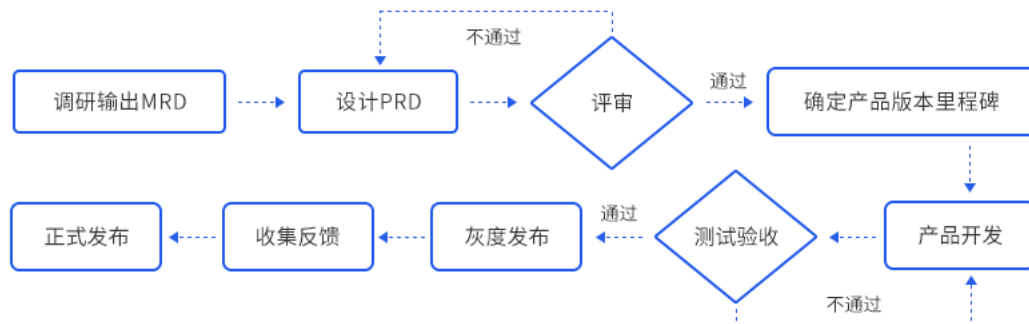 不通过
调研输出MRD
设计PRD
评审
通过
确定产品版本里程碑
正式发布
收集反馈
灰度发布
通过
测试验收
产品开发
不通过